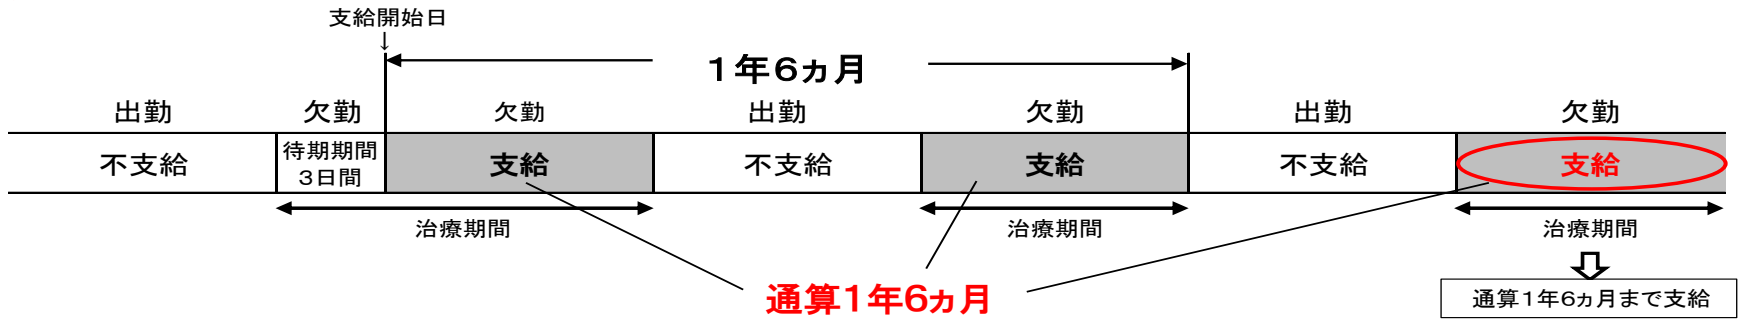 支給開始日
↓
１年６ヵ月
出勤 欠勤 欠勤 出勤 欠勤 出勤 欠勤
不支給 待期期間 支給 不支給 支給 不支給 支給
３日間
治療期間 治療期間 治療期間
通算１年６ヵ月
通算１年６ヵ月まで支給